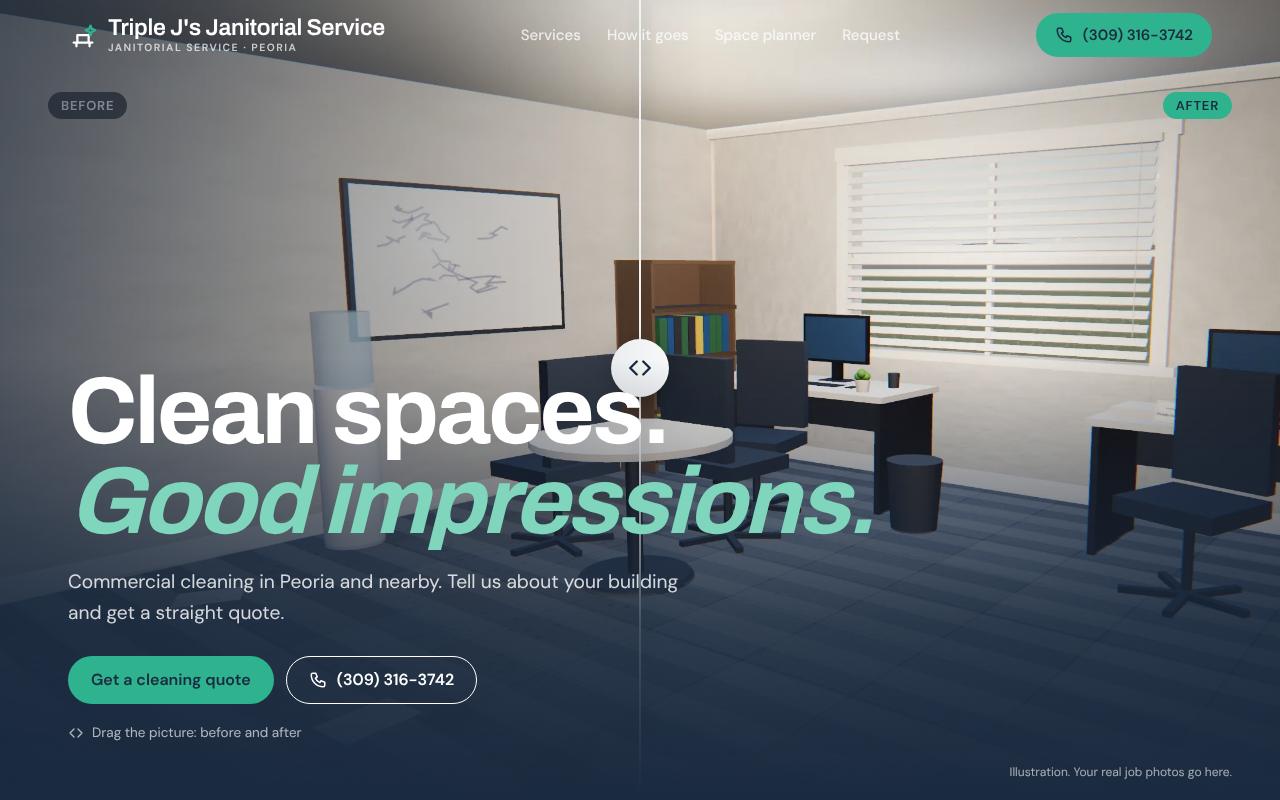 Triple J's Janitorial Service
JANITORIAL SERVICE · PEORIA
Services
How it goes
Space planner
Request
(309) 316-3742
BEFORE
AFTER
Clean spaces.
Good impressions.
Commercial cleaning in Peoria and nearby. Tell us about your building
and get a straight quote.
Get a cleaning quote
(309) 316-3742
Drag the picture: before and after
Illustration. Your real job photos go here.